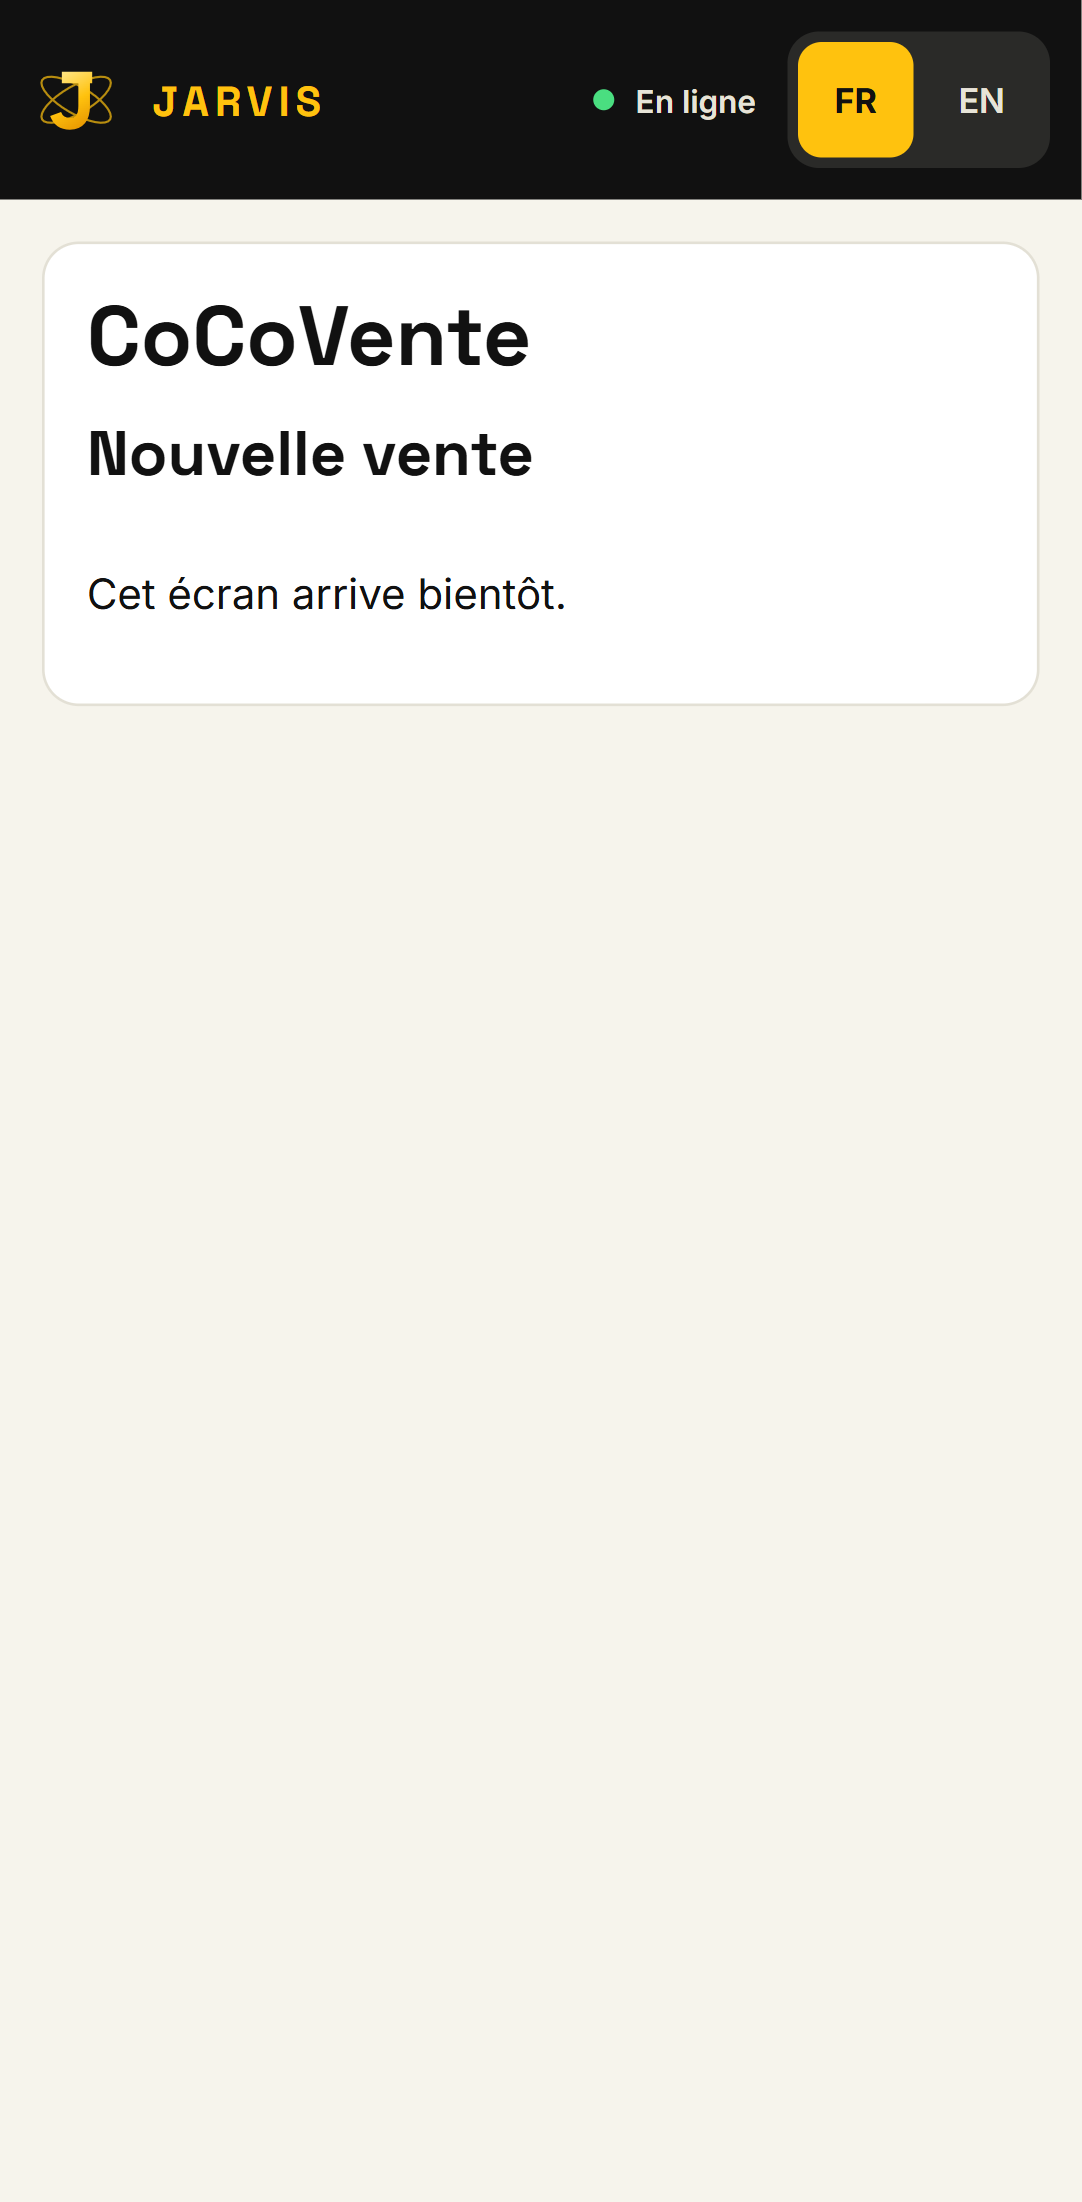 J JARVIS
En ligne
FR
EN
CoCoVente
Nouvelle vente
Cet écran arrive bientôt.